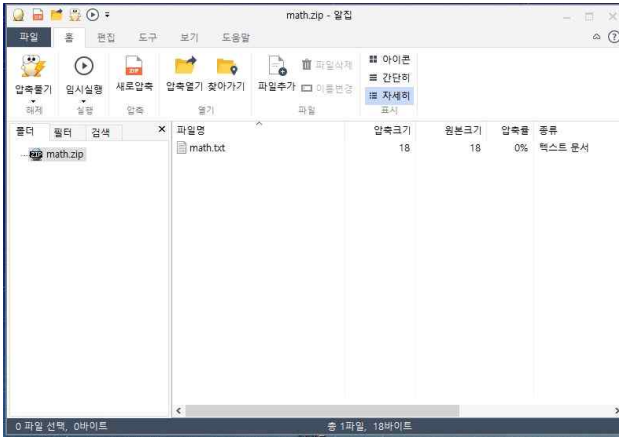 math.zip - 알집
파일 홈 편집 도구 보기 도움말
압축풀기 임시실행 새로압축 압축열기 찾아가기 파일추가 파일삭제 이름변경 아이콘 간단히 자세히
해제 실행 압축 열기 파일 표시
폴더 필터 검색 파일명 압축크기 원본크기 압축률 종류
math.zip math.txt 18 18 0% 텍스트 문서
0 파일 선택, 0바이트 총 1파일, 18바이트